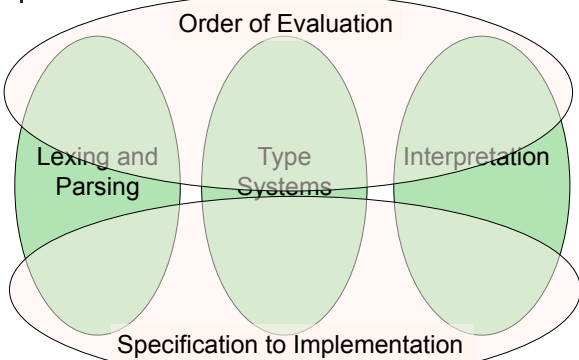 Order of Evaluation
Lexing and
Parsing
Type
Systems
Interpretation
Specification to Implementation